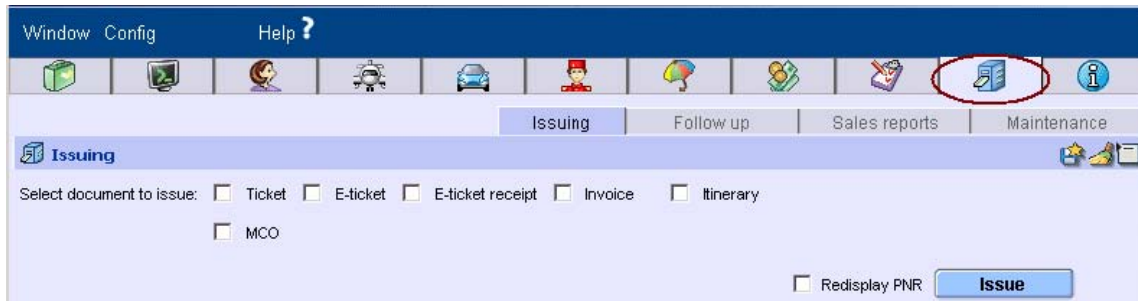 Window Config Help ?
Issuing Follow up Sales reports Maintenance
Issuing
Select document to issue: Ticket E-ticket E-ticket receipt Invoice Itinerary
MCO
Redisplay PNR Issue